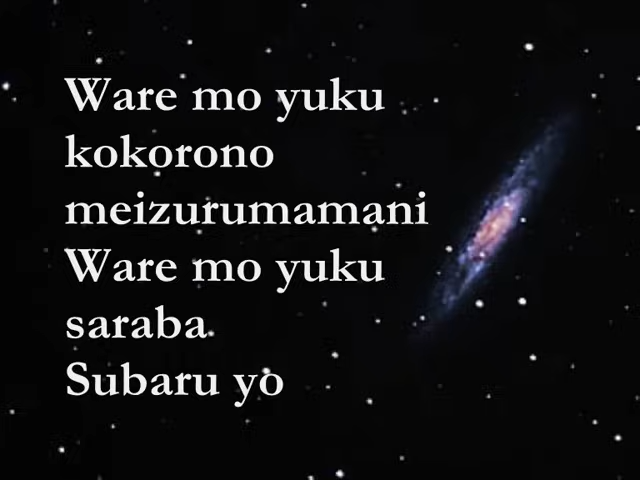 Ware mo yuku
kokorono
meizurumamani
Ware mo yuku
saraba
Subaru yo